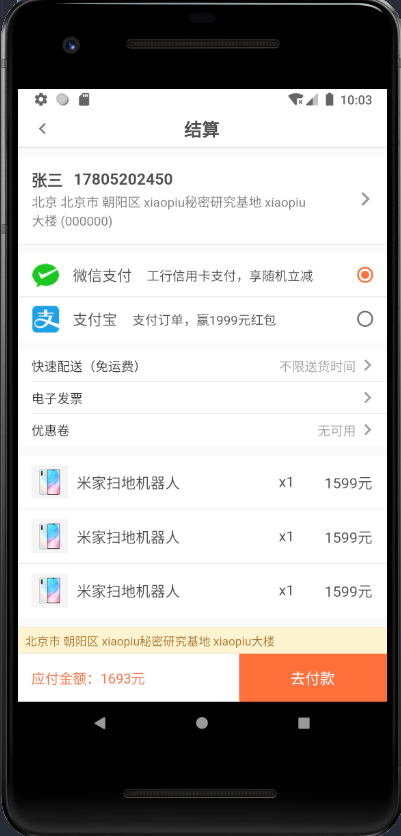 10:03
结算
张三 17805202450
北京 北京市 朝阳区 xiaopiu秘密研究基地 xiaopiu
大楼 (000000)
微信支付 工行信用卡支付，享随机立减
支付宝 支付订单，赢1999元红包
快速配送（免运费） 不限送货时间
电子发票
优惠卷 无可用
米家扫地机器人 x1 1599元
米家扫地机器人 x1 1599元
米家扫地机器人 x1 1599元
北京市 朝阳区 xiaopiu秘密研究基地 xiaopiu大楼
应付金额：1693元 去付款